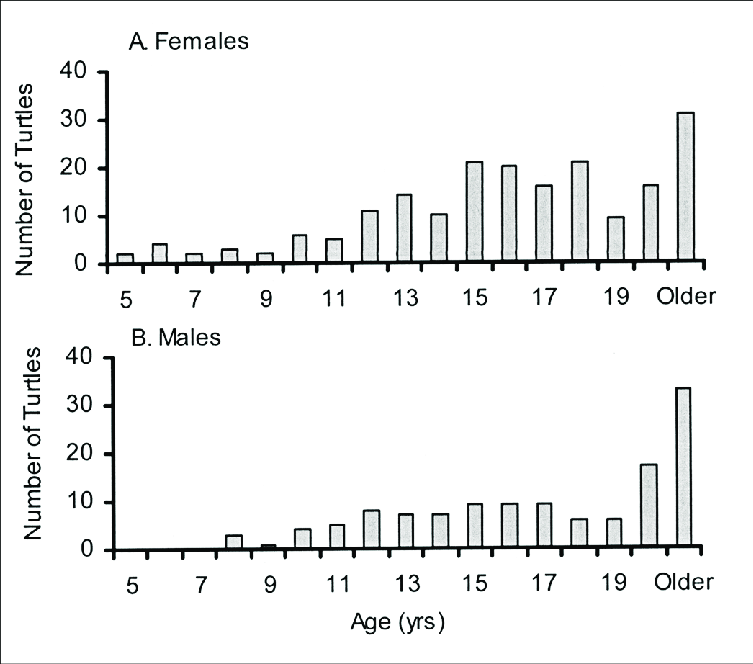 A. Females
Number of Turtles
40
30
20
10
0
5 7 9 11 13 15 17 19 Older
B. Males
Number of Turtles
40
30
20
10
0
5 7 9 11 13 15 17 19 Older
Age (yrs)